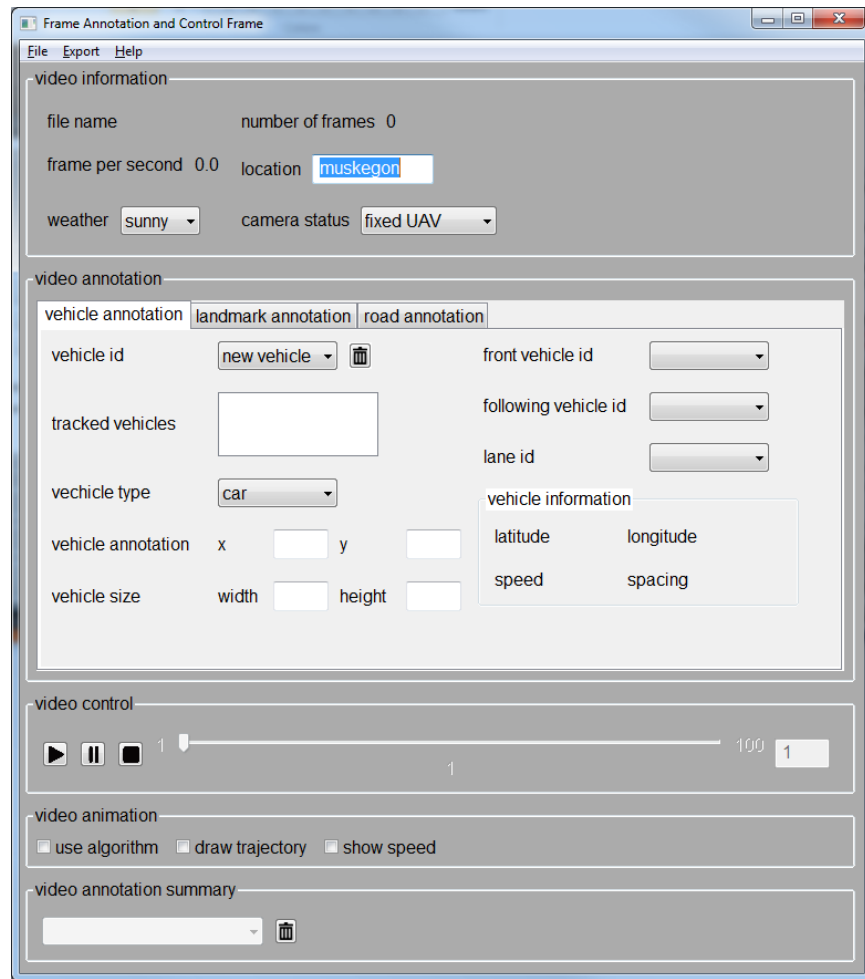 Frame Annotation and Control Frame
File Export Help
video information
file name number of frames 0
frame per second 0.0 location muskegon
weather sunny camera status fixed UAV
video annotation
vehicle annotation landmark annotation road annotation
vehicle id new vehicle front vehicle id
following vehicle id
tracked vehicles
lane id
vechicle type car
vehicle information
vehicle annotation x y latitude longitude
vehicle size width height speed spacing
video control
1 100 1
1
video animation
use algorithm draw trajectory show speed
video annotation summary